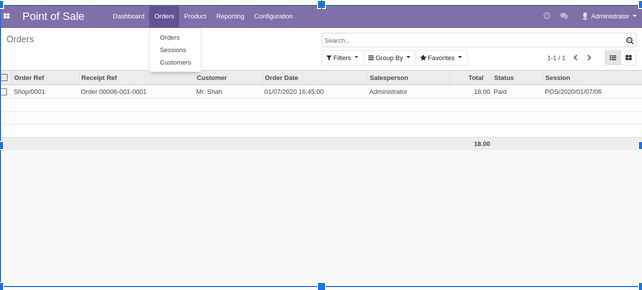 Point of Sale Dashboard Orders Product Reporting Configuration Administrator
Orders
Sessions
Customers
Orders
Search...
Filters Group By Favorites 1-1 / 1
Order Ref Receipt Ref Customer Order Date Salesperson Total Status Session
Shop/0001 Order 00006-001-0001 Mr. Shah 01/07/2020 16:45:00 Administrator 18.00 Paid POS/2020/01/07/06
18.00